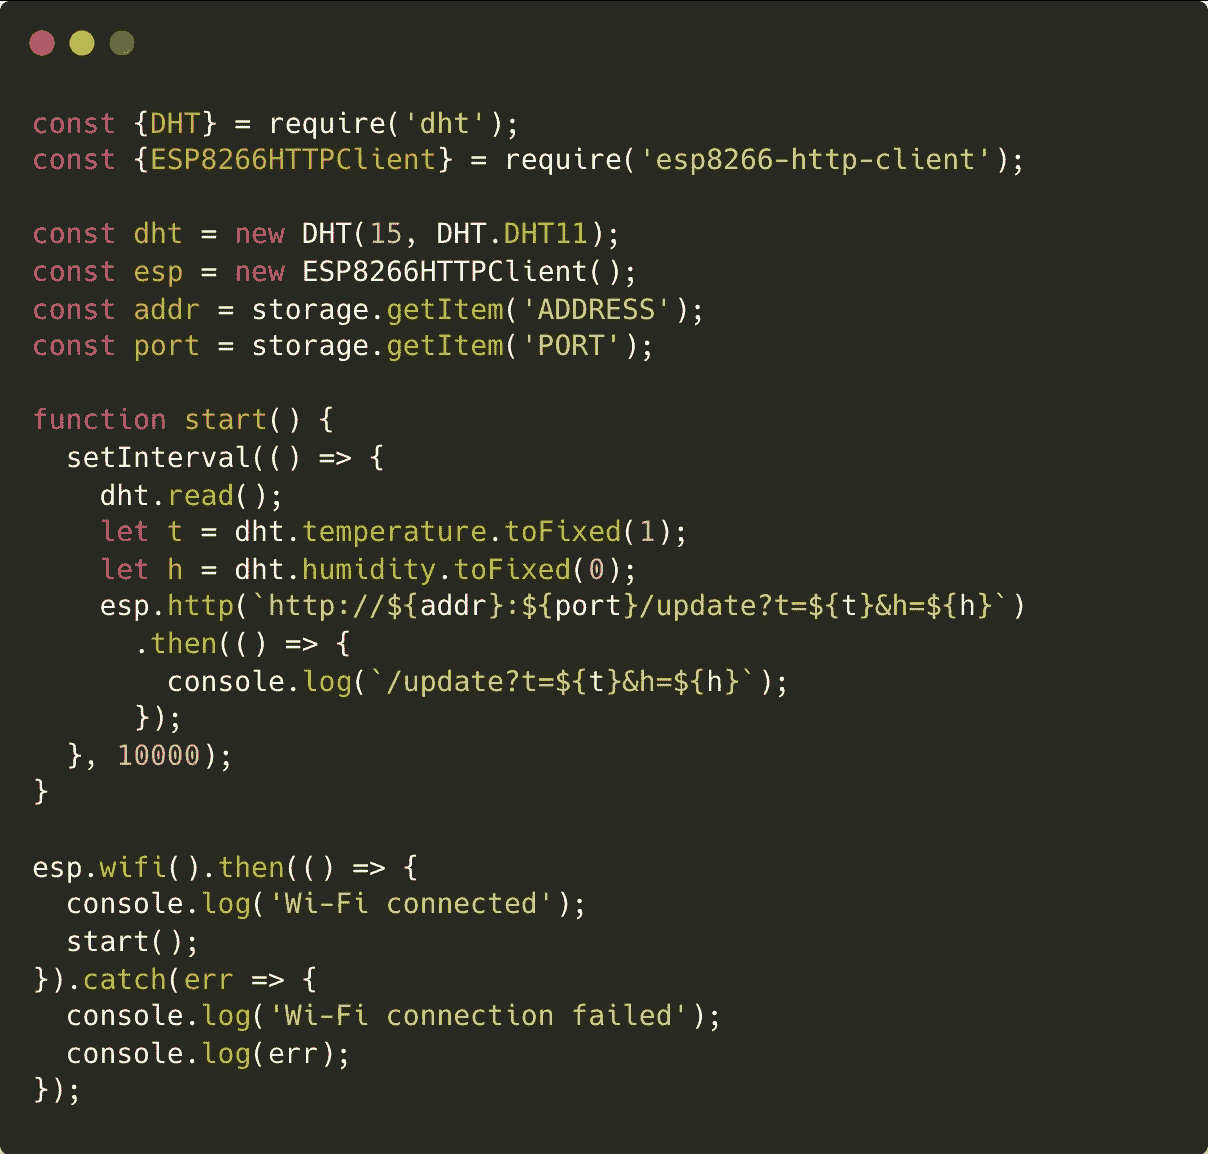 const {DHT} = require('dht');
const {ESP8266HTTPClient} = require('esp8266-http-client');

const dht = new DHT(15, DHT.DHT11);
const esp = new ESP8266HTTPClient();
const addr = storage.getItem('ADDRESS');
const port = storage.getItem('PORT');

function start() {
  setInterval(() => {
    dht.read();
    let t = dht.temperature.toFixed(1);
    let h = dht.humidity.toFixed(0);
    esp.http(`http://${addr}:${port}/update?t=${t}&h=${h}`)
      .then(() => {
        console.log(`/update?t=${t}&h=${h}`);
      });
  }, 10000);
}

esp.wifi().then(() => {
  console.log('Wi-Fi connected');
  start();
}).catch(err => {
  console.log('Wi-Fi connection failed');
  console.log(err);
});